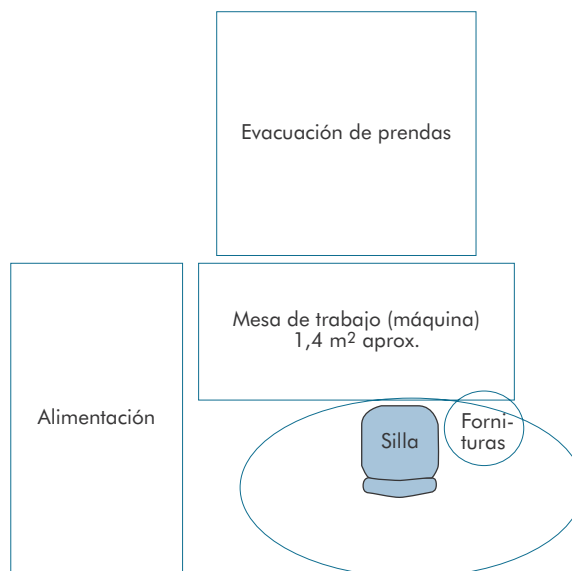 Evacuación de prendas
Mesa de trabajo (máquina)
1,4 m² aprox.
Alimentación
Silla
Forni-
turas